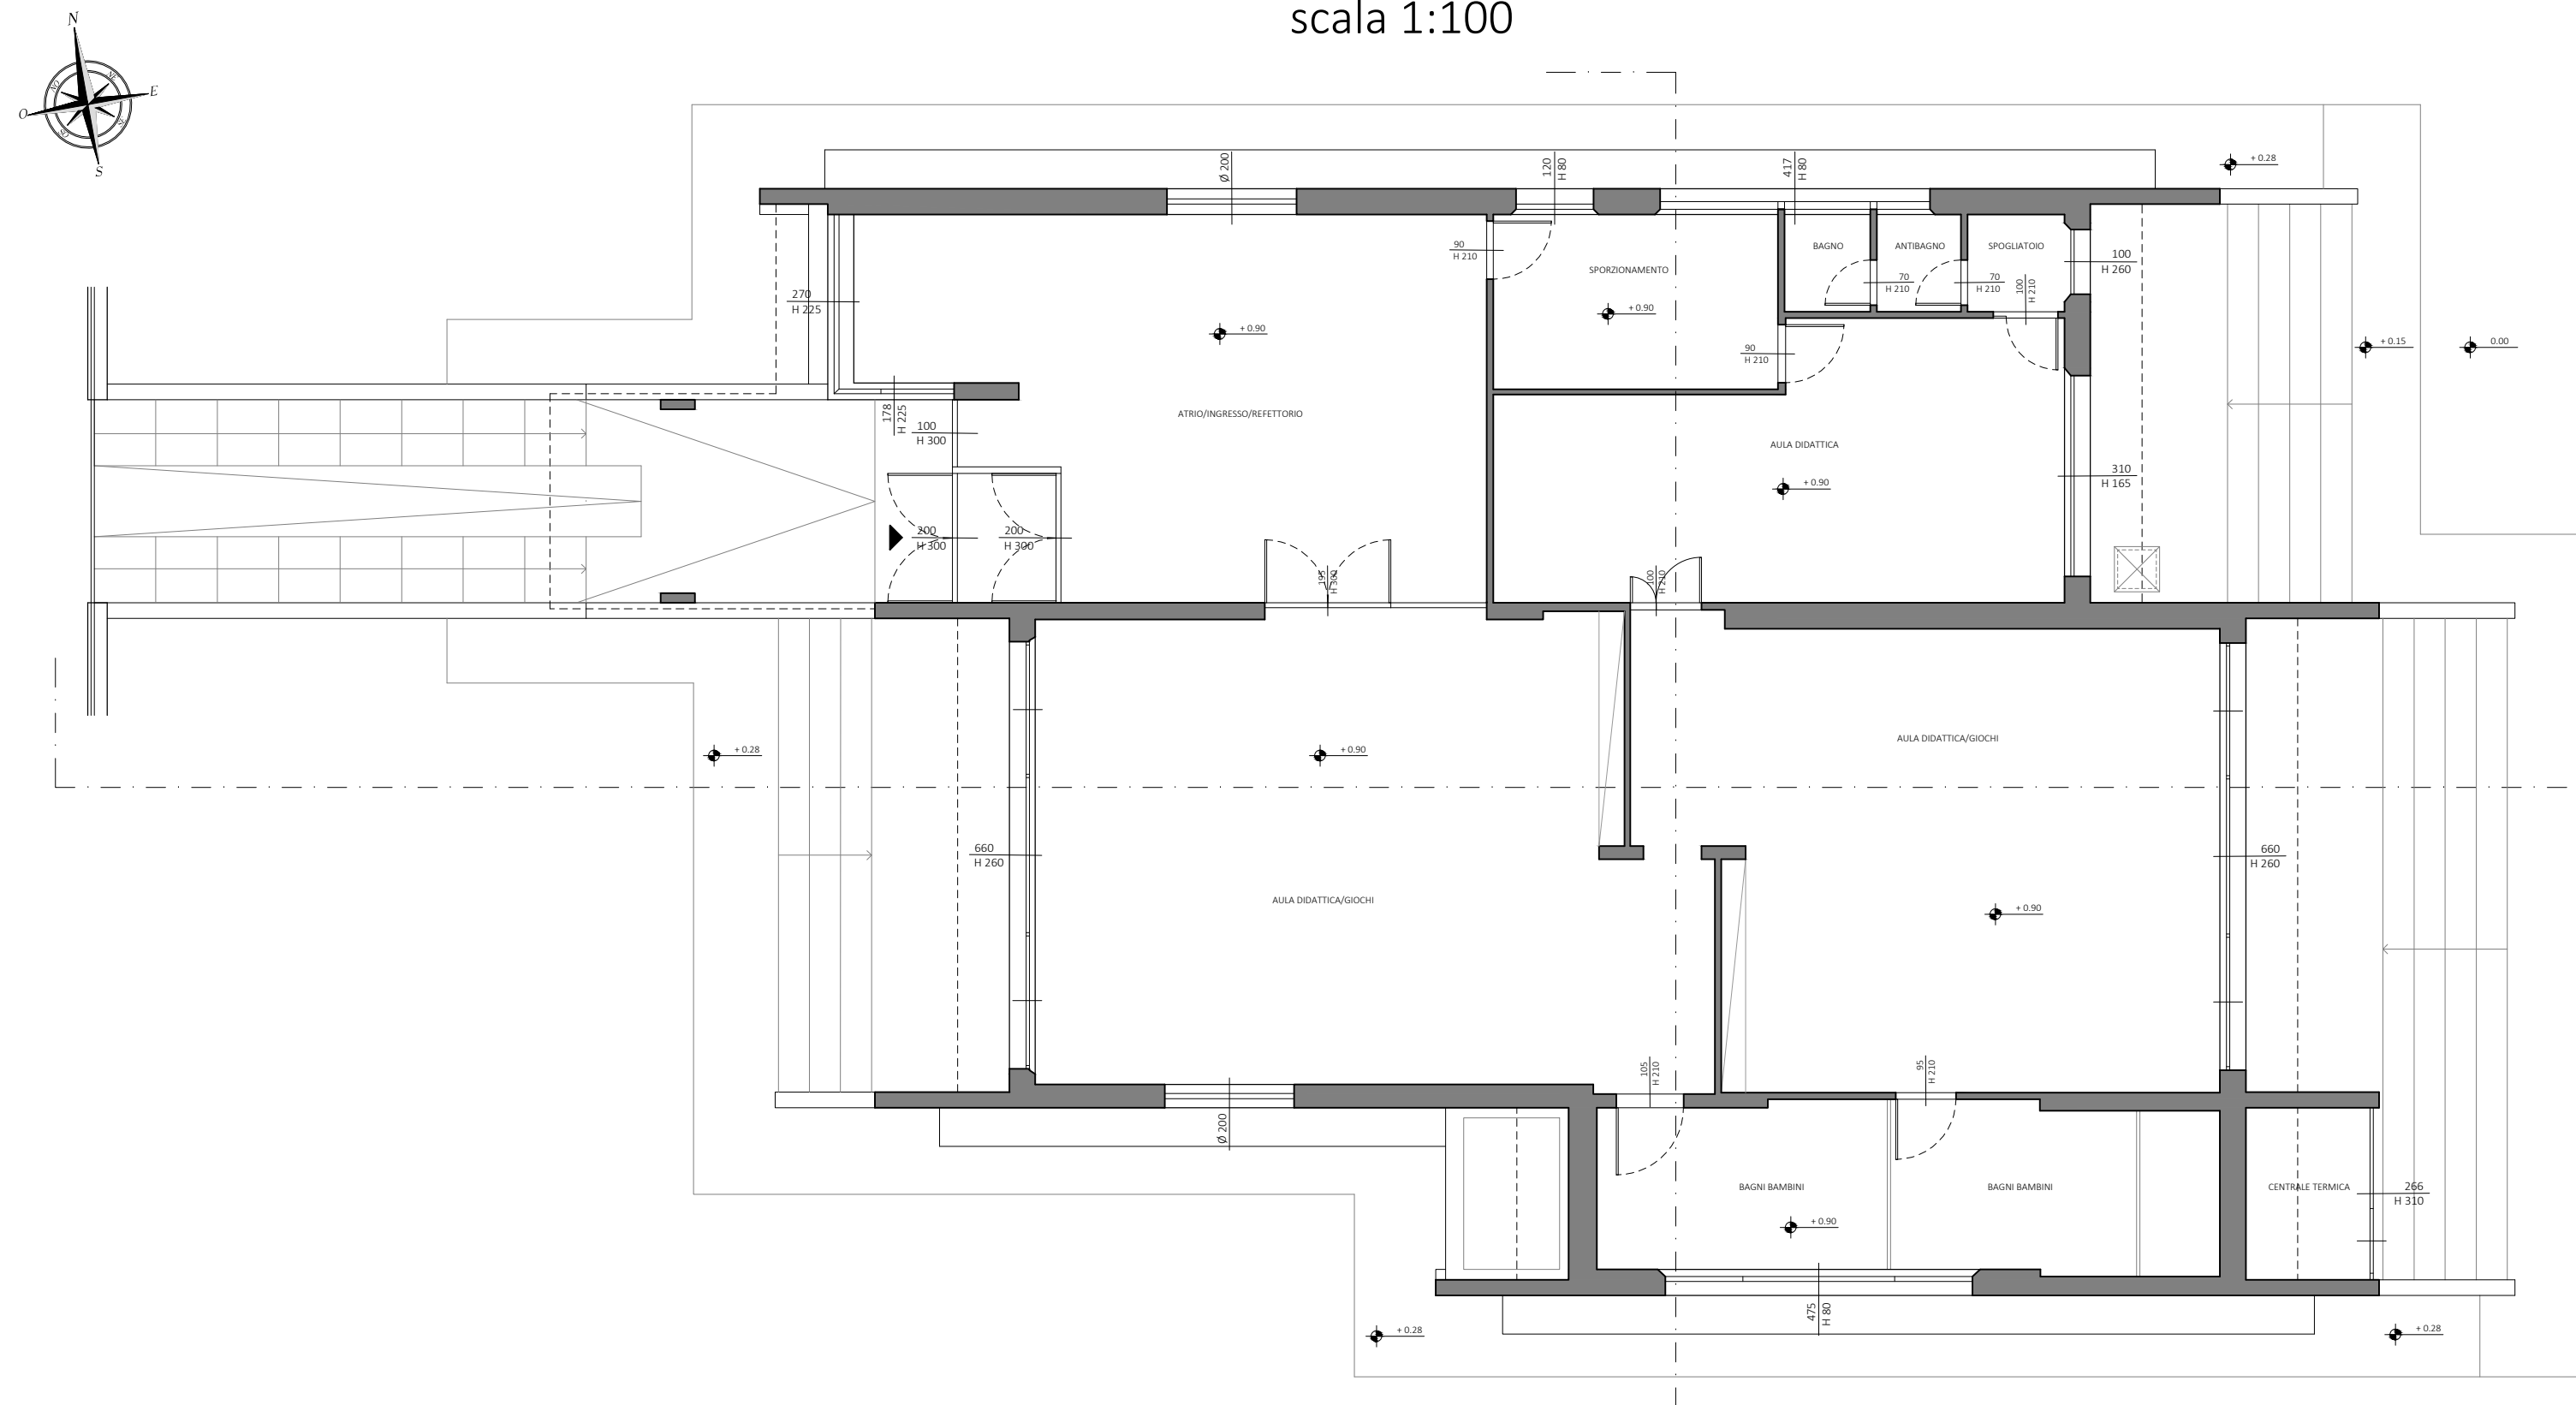 scala 1:100
N
NE
E
SE
S
SO
O
NO
Ø 200
120
H 80
417
H 80
+ 0.28
90
H 210
BAGNO
ANTIBAGNO
SPOGLIATOIO
SPORZIONAMENTO
100
H 260
70
H 210
70
H 210
100
H 210
270
H 225
+ 0.90
+ 0.90
90
H 210
+ 0.15
0.00
178
H 225
100
H 300
ATRIO/INGRESSO/REFETTORIO
AULA DIDATTICA
310
H 165
+ 0.90
200
H 300
200
H 300
195
H 300
100
H 210
+ 0.28
+ 0.90
AULA DIDATTICA/GIOCHI
660
H 260
660
H 260
AULA DIDATTICA/GIOCHI
+ 0.90
105
H 210
95
H 210
Ø 200
BAGNI BAMBINI
BAGNI BAMBINI
CENTRALE TERMICA
266
H 310
+ 0.90
475
H 80
+ 0.28
+ 0.28